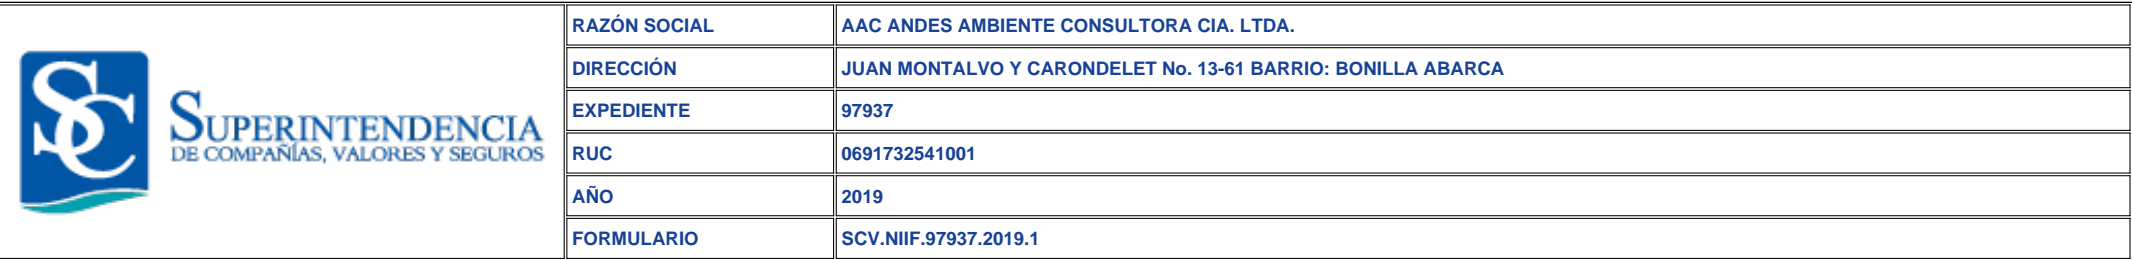 SC
SUPERINTENDENCIA
DE COMPAÑÍAS, VALORES Y SEGUROS
RAZÓN SOCIAL AAC ANDES AMBIENTE CONSULTORA CIA. LTDA.
DIRECCIÓN JUAN MONTALVO Y CARONDELET No. 13-61 BARRIO: BONILLA ABARCA
EXPEDIENTE 97937
RUC 0691732541001
AÑO 2019
FORMULARIO SCV.NIIF.97937.2019.1